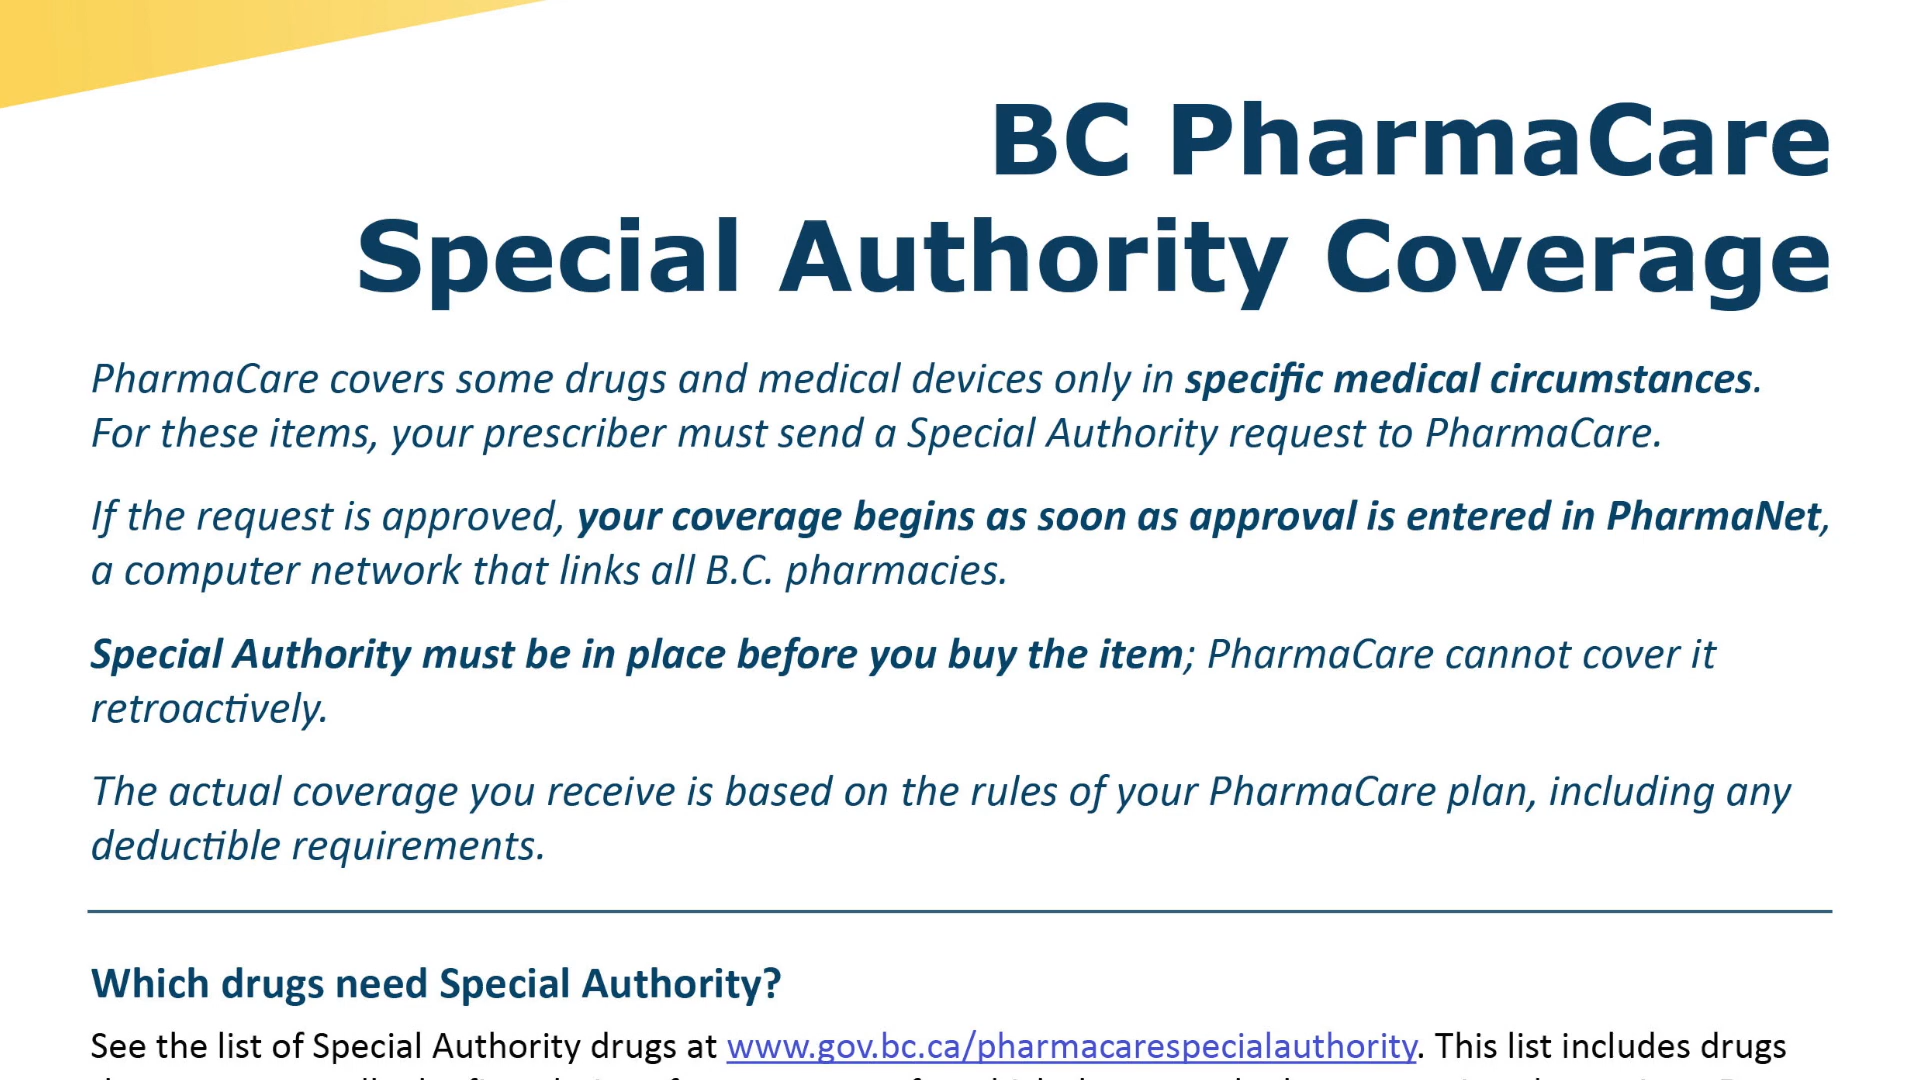 BC PharmaCare
Special Authority Coverage
PharmaCare covers some drugs and medical devices only in specific medical circumstances.
For these items, your prescriber must send a Special Authority request to PharmaCare.
If the request is approved, your coverage begins as soon as approval is entered in PharmaNet,
a computer network that links all B.C. pharmacies.
Special Authority must be in place before you buy the item; PharmaCare cannot cover it
retroactively.
The actual coverage you receive is based on the rules of your PharmaCare plan, including any
deductible requirements.
Which drugs need Special Authority?
See the list of Special Authority drugs at www.gov.bc.ca/pharmacarespecialauthority. This list includes drugs